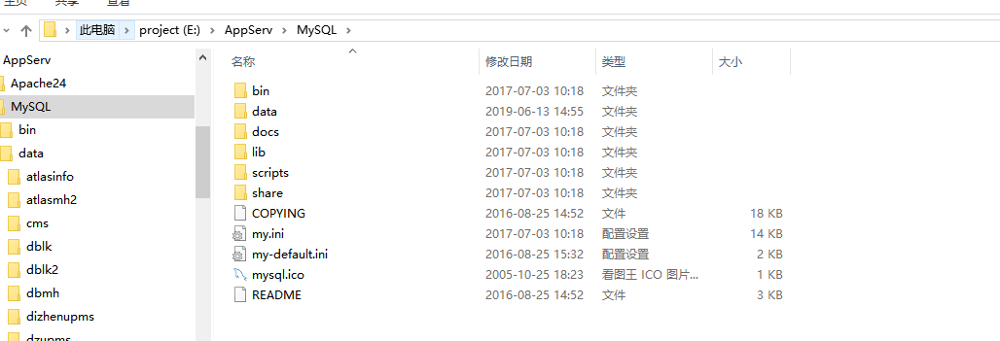 主页 共享 查看
此电脑 project (E:) AppServ MySQL
AppServ
Apache24
MySQL
bin
data
atlasinfo
atlasmh2
cms
dblk
dblk2
dbmh
dizhenupms
dzupms
名称 修改日期 类型 大小
bin 2017-07-03 10:18 文件夹
data 2019-06-13 14:55 文件夹
docs 2017-07-03 10:18 文件夹
lib 2017-07-03 10:18 文件夹
scripts 2017-07-03 10:18 文件夹
share 2017-07-03 10:18 文件夹
COPYING 2016-08-25 14:52 文件 18 KB
my.ini 2017-07-03 10:18 配置设置 14 KB
my-default.ini 2016-08-25 15:32 配置设置 2 KB
mysql.ico 2005-10-25 18:23 看图王 ICO 图片... 1 KB
README 2016-08-25 14:52 文件 3 KB